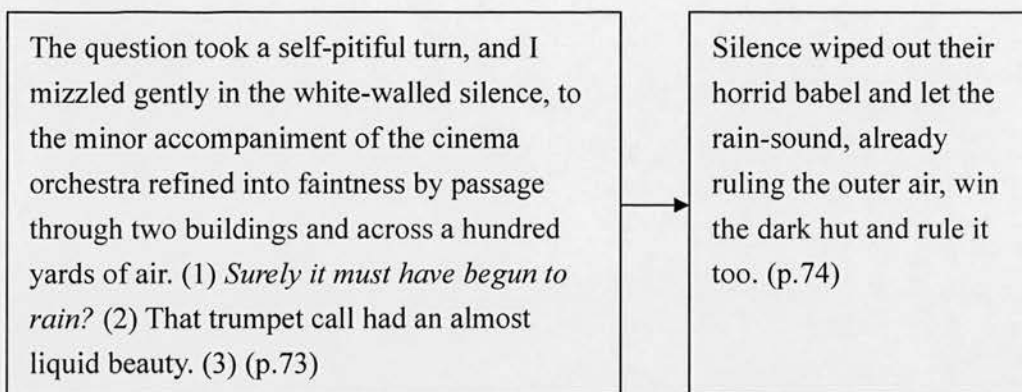 The question took a self-pitiful turn, and I
mizzled gently in the white-walled silence, to
the minor accompaniment of the cinema
orchestra refined into faintness by passage
through two buildings and across a hundred
yards of air. (1) Surely it must have begun to
rain? (2) That trumpet call had an almost
liquid beauty. (3) (p.73)
Silence wiped out their
horrid babel and let the
rain-sound, already
ruling the outer air, win
the dark hut and rule it
too. (p.74)